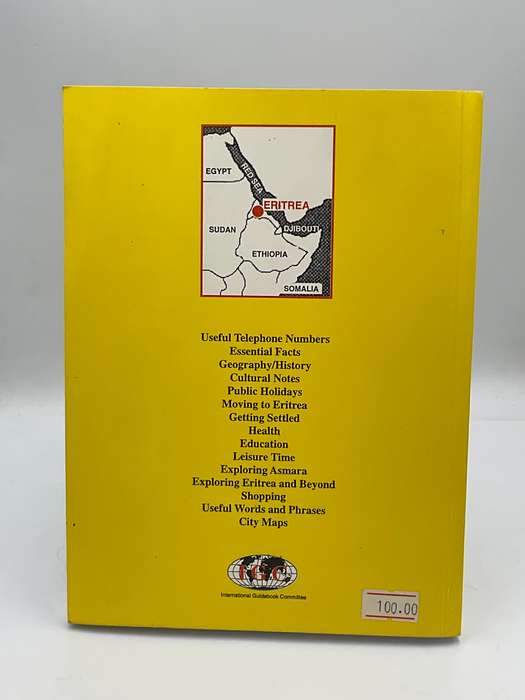 EGYPT
RED SEA
ERITREA
SUDAN
DJIBOUTI
ETHIOPIA
SOMALIA
Useful Telephone Numbers
Essential Facts
Geography/History
Cultural Notes
Public Holidays
Moving to Eritrea
Getting Settled
Health
Education
Leisure Time
Exploring Asmara
Exploring Eritrea and Beyond
Shopping
Useful Words and Phrases
City Maps
I.G.C.
International Guidebook Committee
100.00